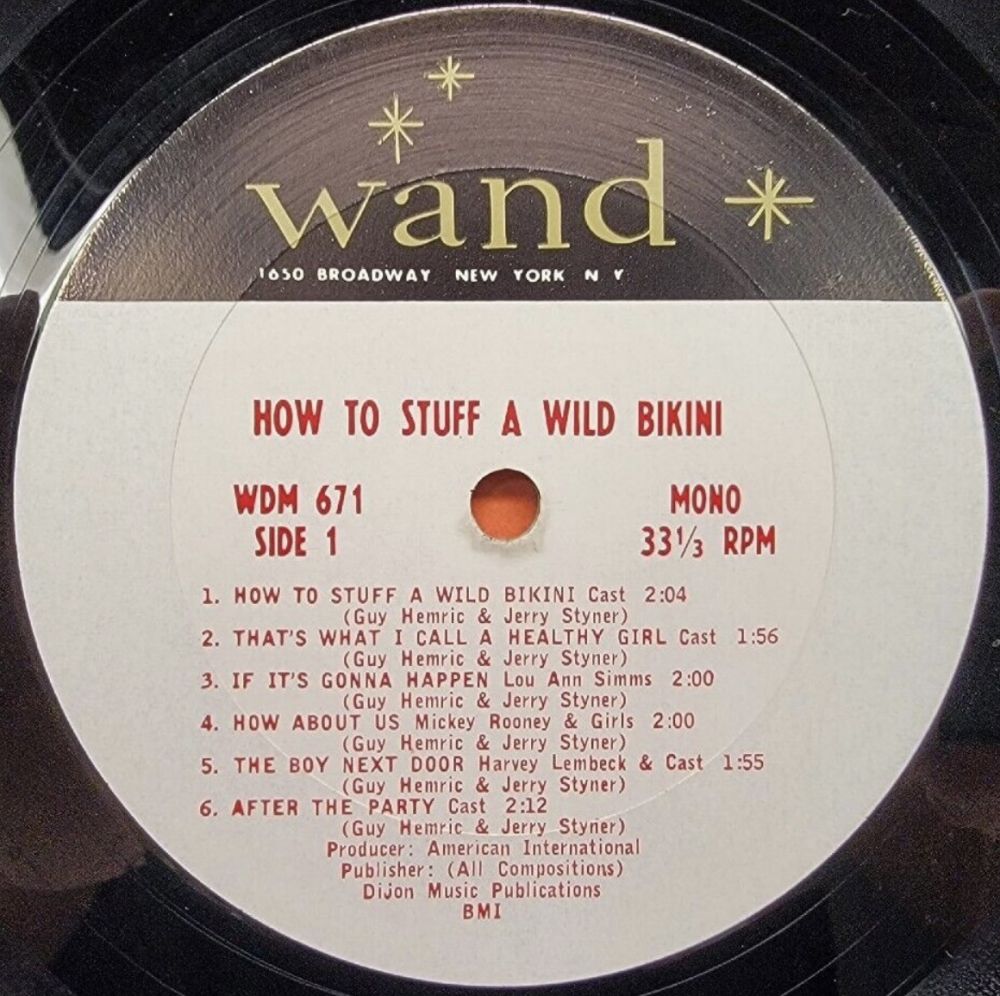 wand
1650 BROADWAY NEW YORK N Y
HOW TO STUFF A WILD BIKINI
WDM 671 MONO
SIDE 1 33⅓ RPM
1. HOW TO STUFF A WILD BIKINI Cast 2:04
(Guy Hemric & Jerry Styner)
2. THAT'S WHAT I CALL A HEALTHY GIRL Cast 1:56
(Guy Hemric & Jerry Styner)
3. IF IT'S GONNA HAPPEN Lou Ann Simms 2:00
(Guy Hemric & Jerry Styner)
4. HOW ABOUT US Mickey Rooney & Girls 2:00
(Guy Hemric & Jerry Styner)
5. THE BOY NEXT DOOR Harvey Lembeck & Cast 1:55
(Guy Hemric & Jerry Styner)
6. AFTER THE PARTY Cast 2:12
(Guy Hemric & Jerry Styner)
Producer: American International
Publisher: (All Compositions)
Dijon Music Publications
BMI